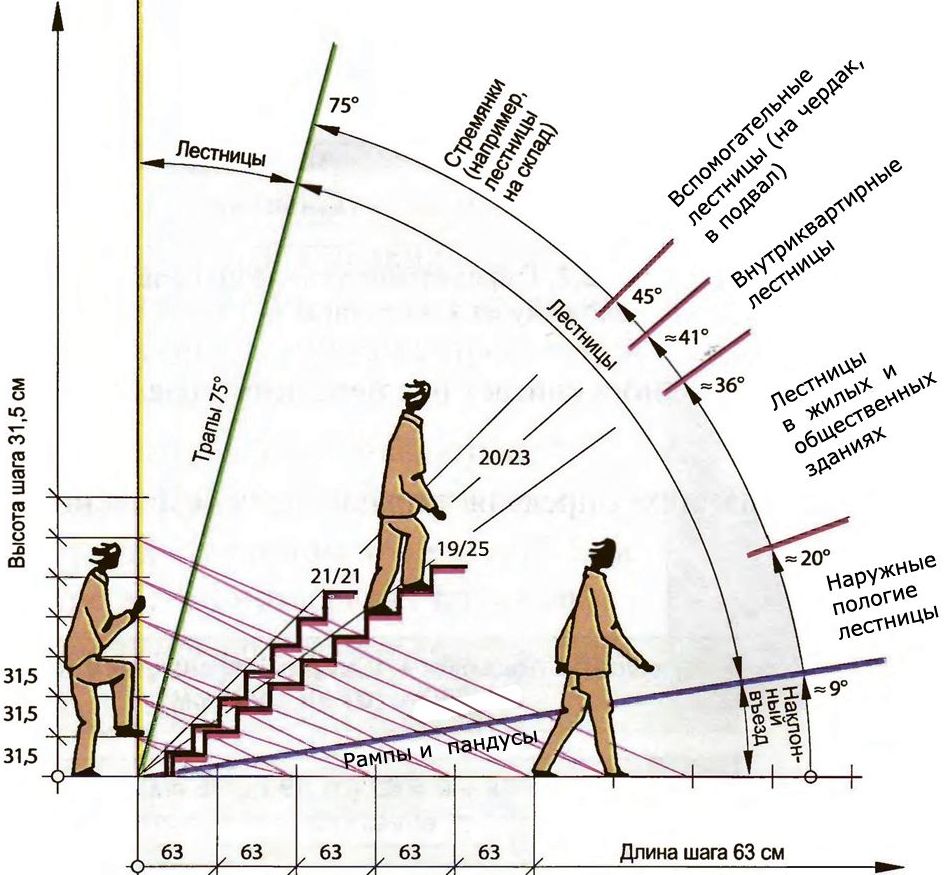 75°
Лестницы
Стремянки
(например,
лестницы
на склад)
Вспомогательные
лестницы (на чердак,
в подвал)
Внутриквартирные
лестницы
45°
≈41°
≈36°
Лестницы
Лестницы
в жилых и
общественных
зданиях
Трапы 75°
Высота шага 31,5 см
20/23
19/25
21/21
≈20°
Наружные
пологие
лестницы
≈9°
Наклон-
ный
въезд
Рампы и пандусы
31,5
31,5
31,5
63
63
63
63
63
Длина шага 63 см